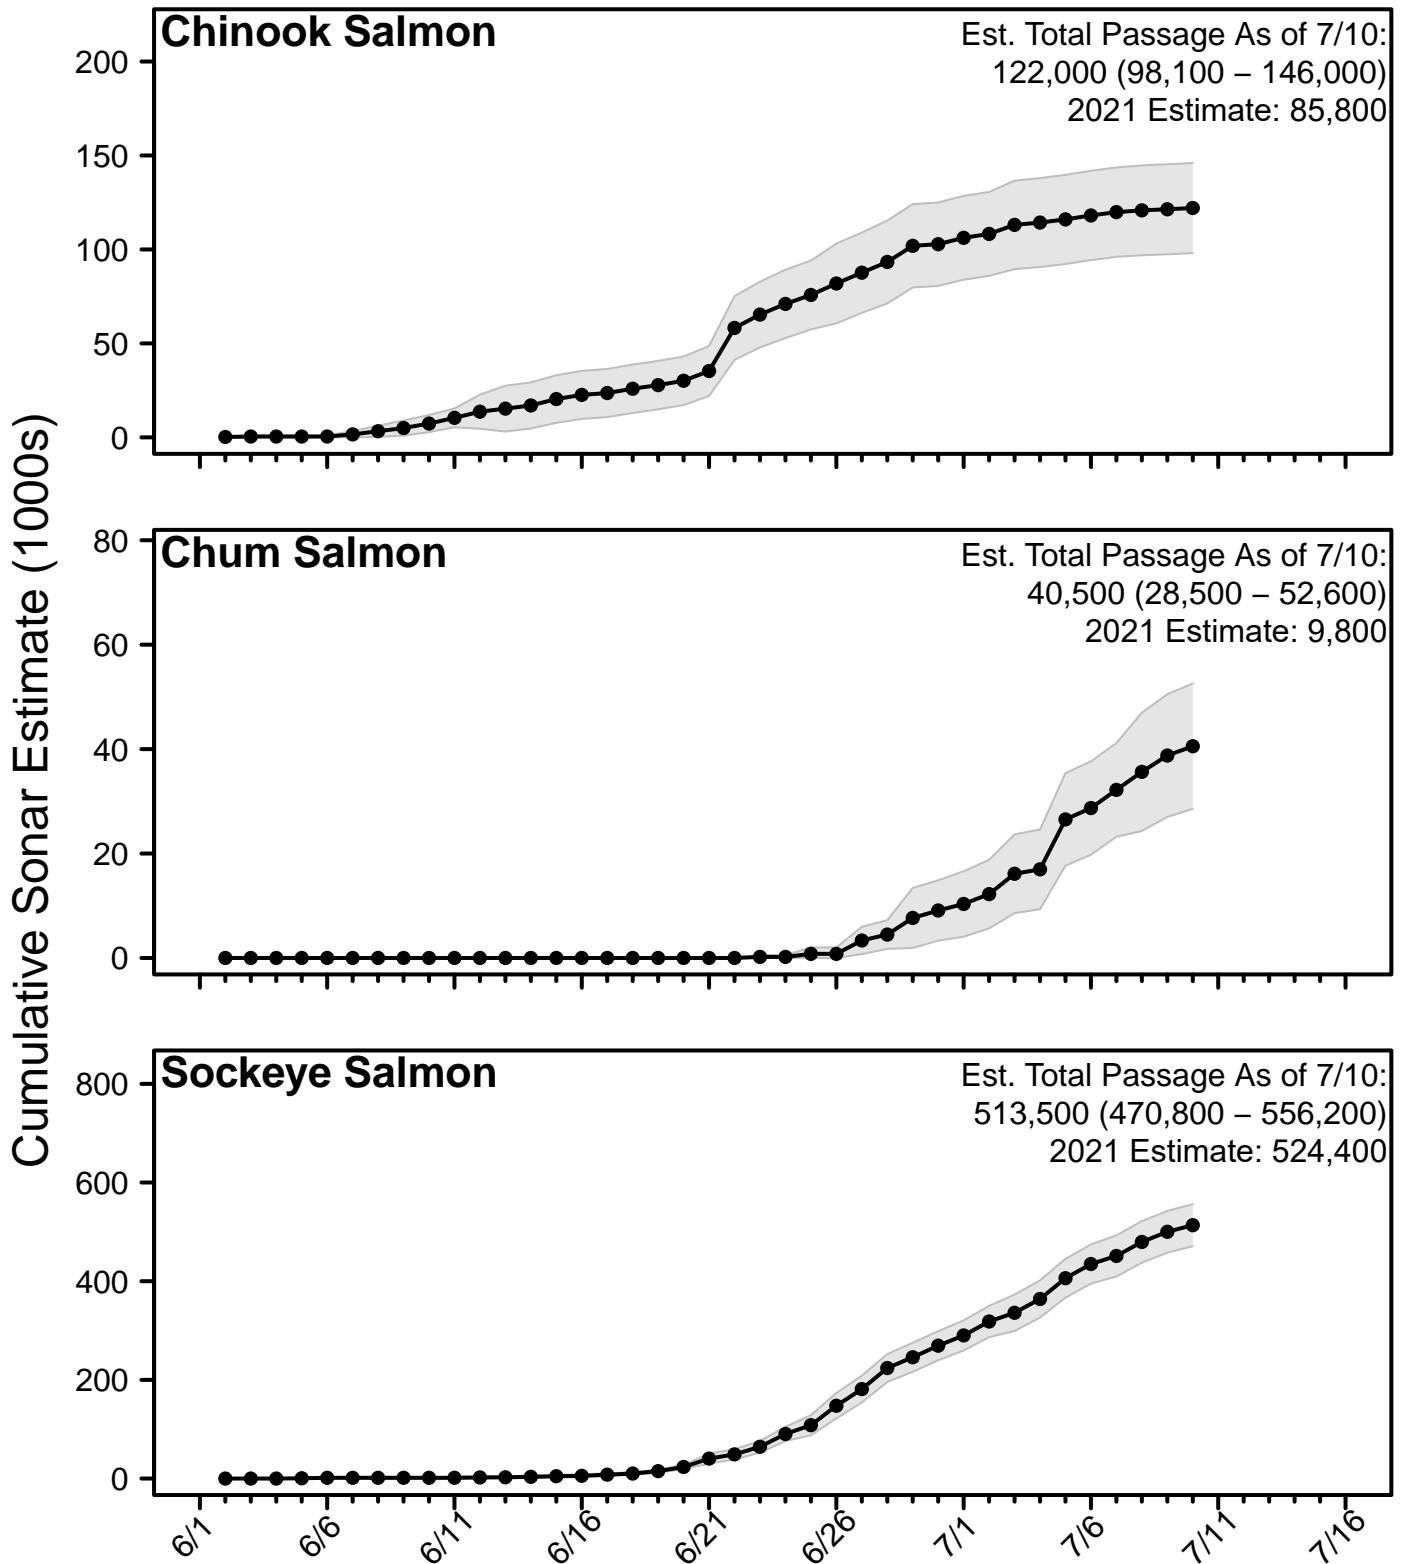 Cumulative Sonar Estimate (1000s)
Chinook Salmon
Est. Total Passage As of 7/10:
122,000 (98,100 – 146,000)
2021 Estimate: 85,800
200
150
100
50
0
Chum Salmon
Est. Total Passage As of 7/10:
40,500 (28,500 – 52,600)
2021 Estimate: 9,800
80
60
40
20
0
Sockeye Salmon
Est. Total Passage As of 7/10:
513,500 (470,800 – 556,200)
2021 Estimate: 524,400
800
600
400
200
0
6/1 6/6 6/11 6/16 6/21 6/26 7/1 7/6 7/11 7/16